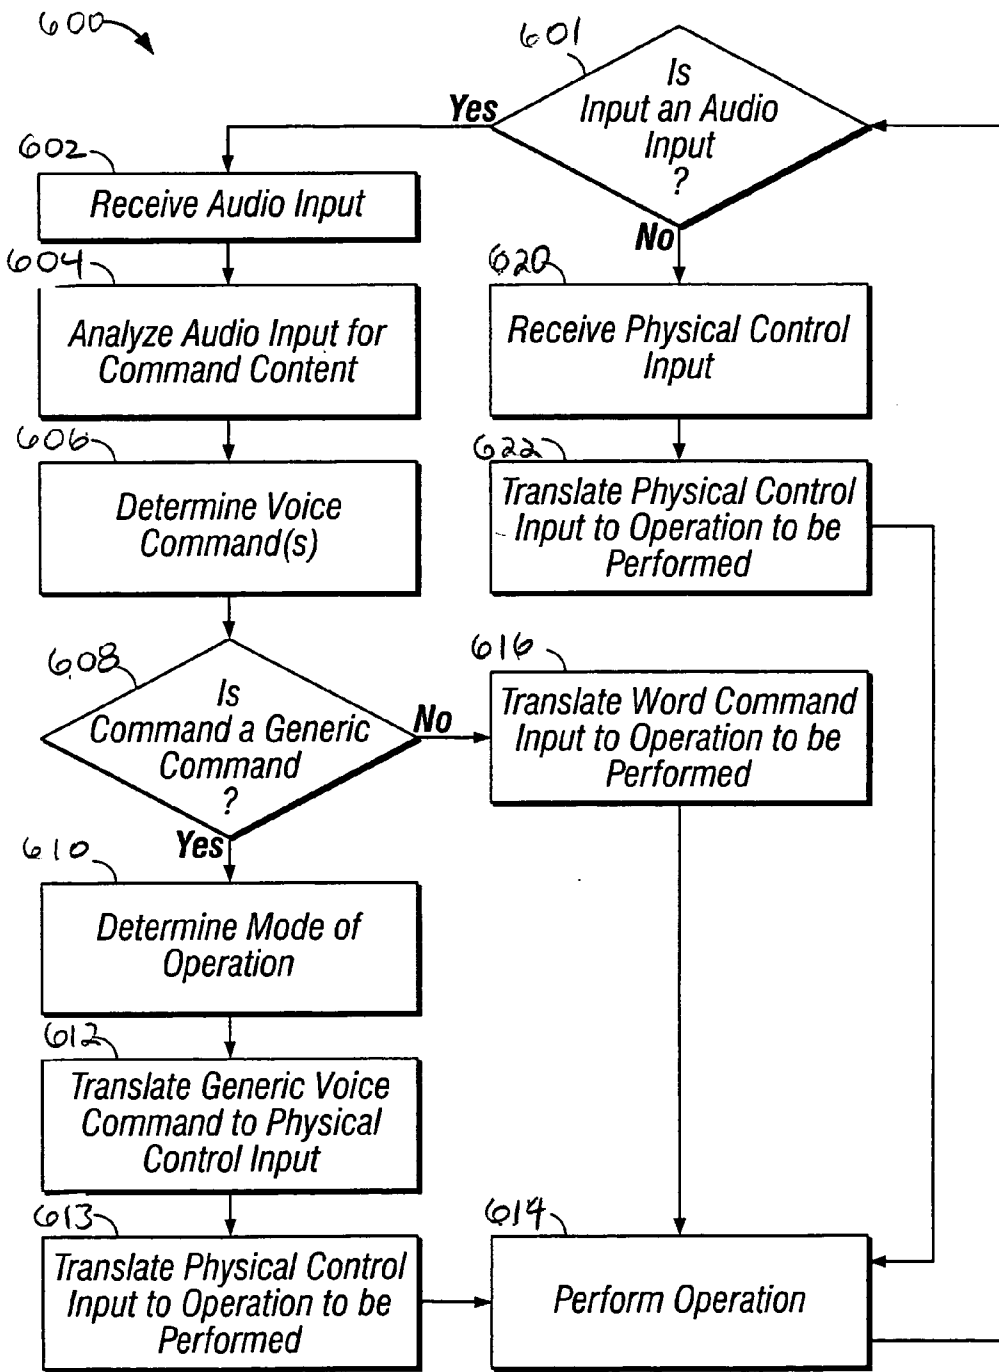 600
601
Is
Input an Audio
Input
?
Yes
No
602
Receive Audio Input
604
Analyze Audio Input for
Command Content
606
Determine Voice
Command(s)
620
Receive Physical Control
Input
622
Translate Physical Control
Input to Operation to be
Performed
608
Is
Command a Generic
Command
?
No
Yes
616
Translate Word Command
Input to Operation to be
Performed
610
Determine Mode of
Operation
612
Translate Generic Voice
Command to Physical
Control Input
613
Translate Physical Control
Input to Operation to be
Performed
614
Perform Operation